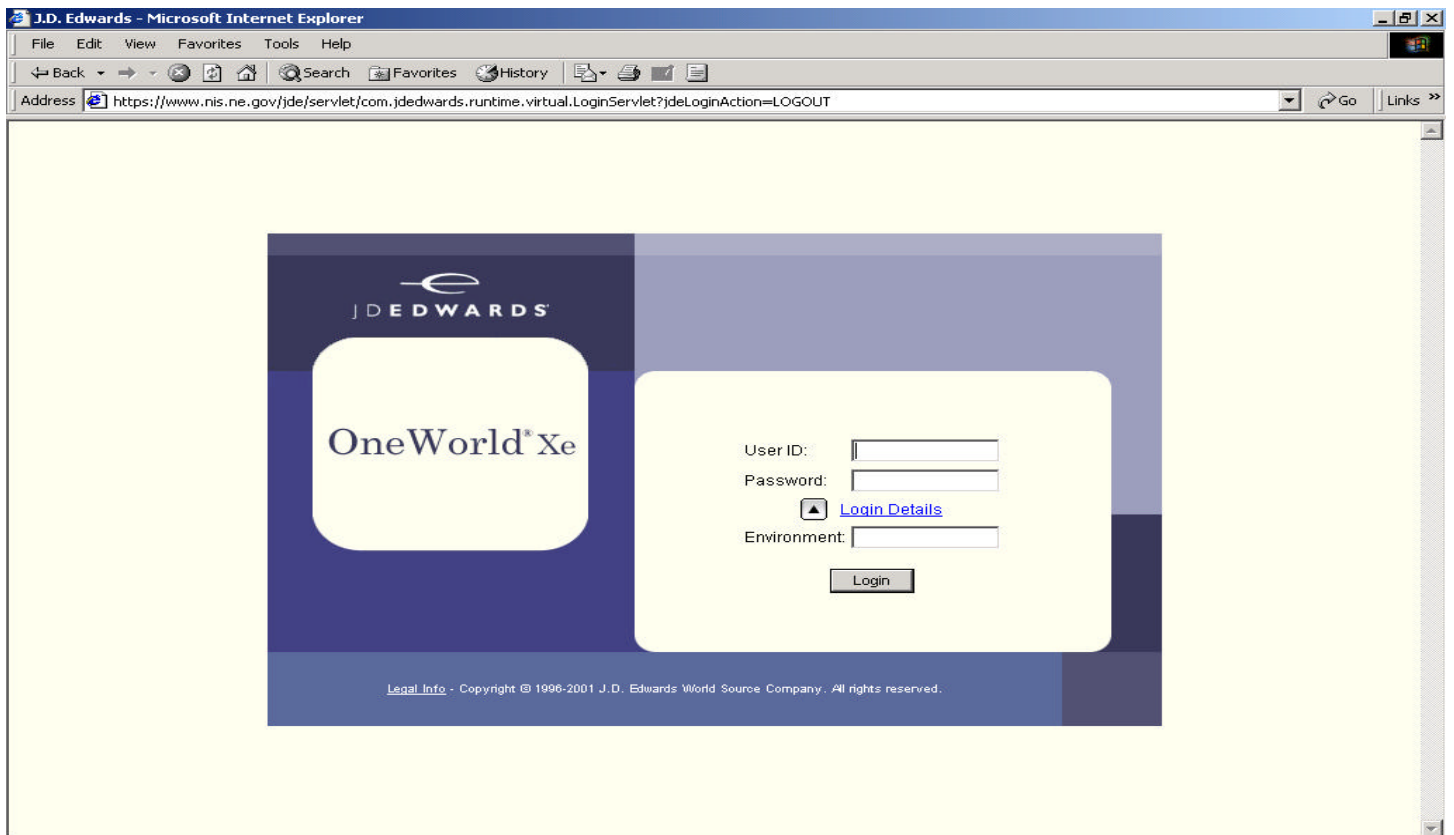 J.D. Edwards - Microsoft Internet Explorer
File Edit View Favorites Tools Help
Back Search Favorites History
Address https://www.nis.ne.gov/jde/servlet/com.jdedwards.runtime.virtual.LoginServlet?jdeLoginAction=LOGOUT Go Links »
JDEDWARDS®
OneWorld® Xe
User ID:
Password:
Login Details
Environment:
Login
Legal Info - Copyright © 1996-2001 J.D. Edwards World Source Company. All rights reserved.